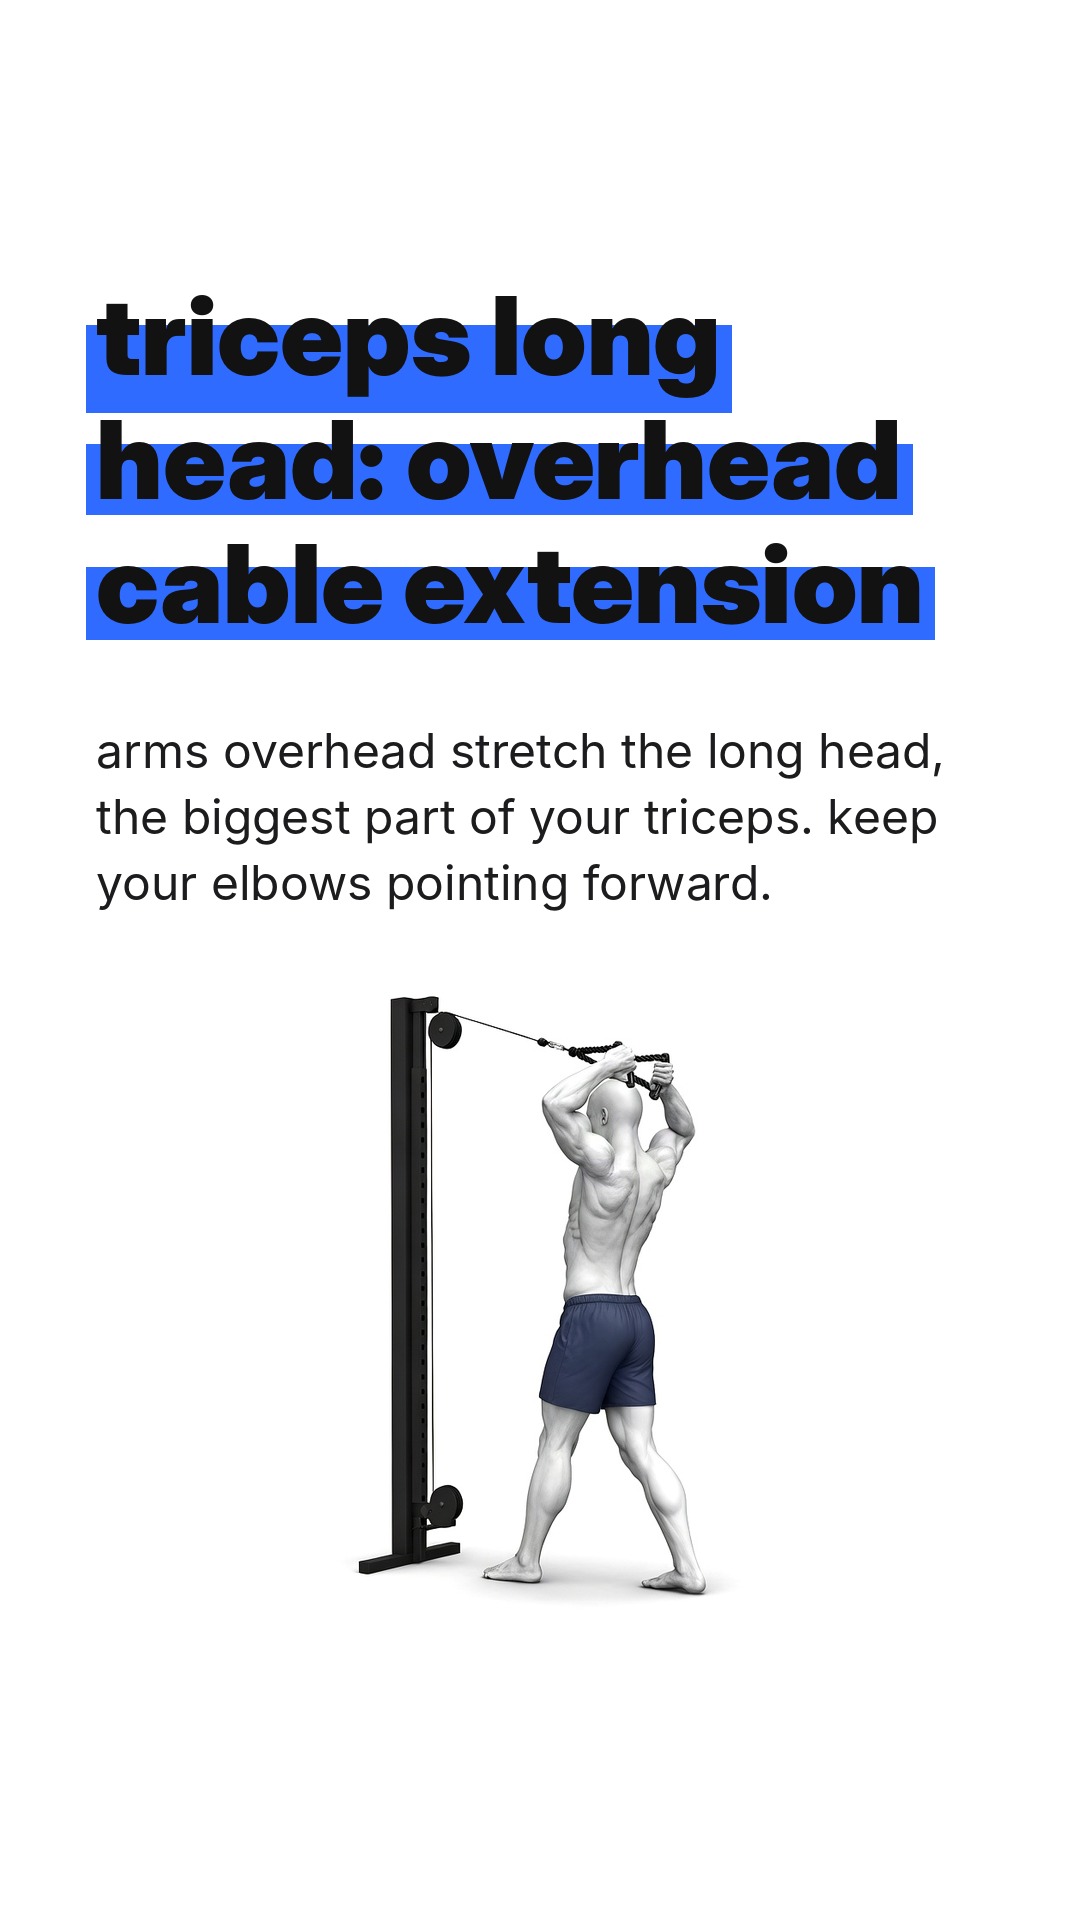 triceps long
head: overhead
cable extension
arms overhead stretch the long head,
the biggest part of your triceps. keep
your elbows pointing forward.